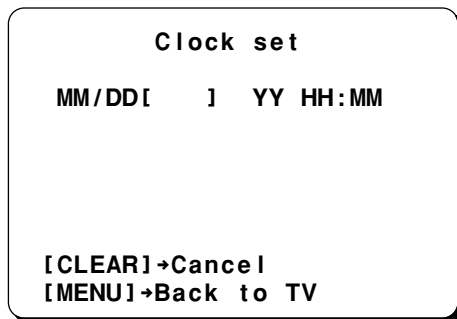 Clock set
MM/DD[    ]  YY HH:MM
[CLEAR]→Cancel
[MENU]→Back to TV